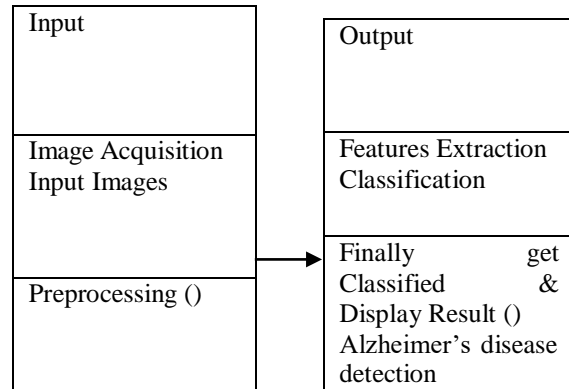 Input
Image Acquisition
Input Images
Preprocessing ()
Output
Features Extraction
Classification
Finally get
Classified &
Display Result ()
Alzheimer’s disease
detection